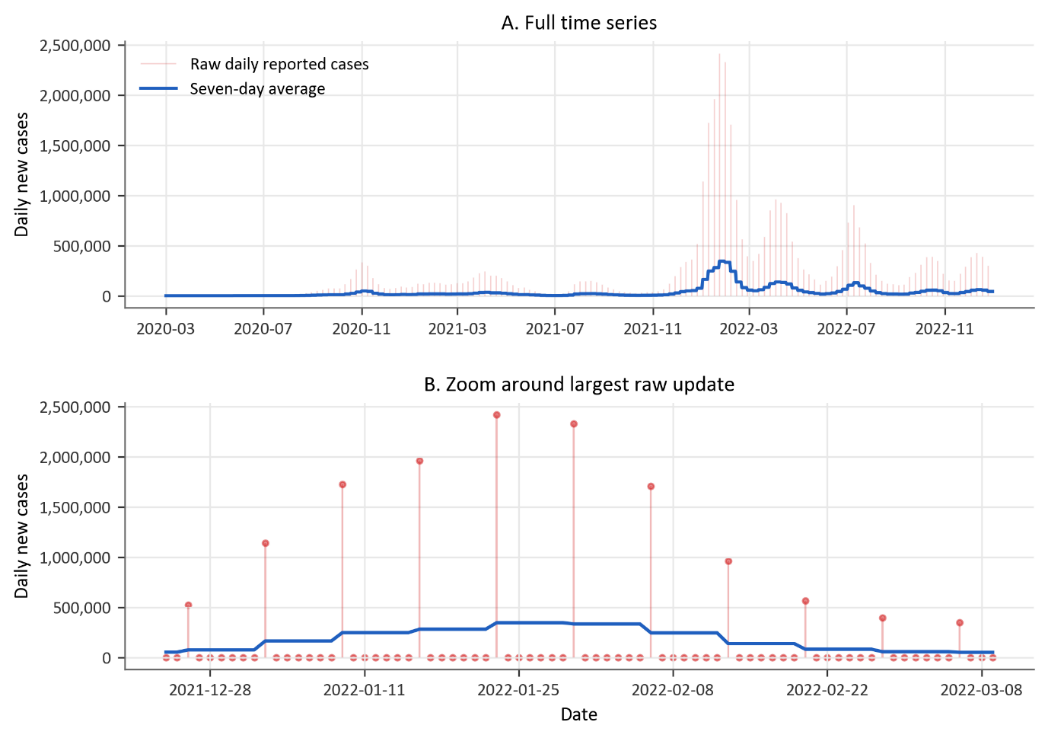 A. Full time series
2,500,000
2,000,000
1,500,000
1,000,000
500,000
0
Daily new cases
Raw daily reported cases
Seven-day average
2020-03 2020-07 2020-11 2021-03 2021-07 2021-11 2022-03 2022-07 2022-11
B. Zoom around largest raw update
2,500,000
2,000,000
1,500,000
1,000,000
500,000
0
Daily new cases
2021-12-28 2022-01-11 2022-01-25 2022-02-08 2022-02-22 2022-03-08
Date